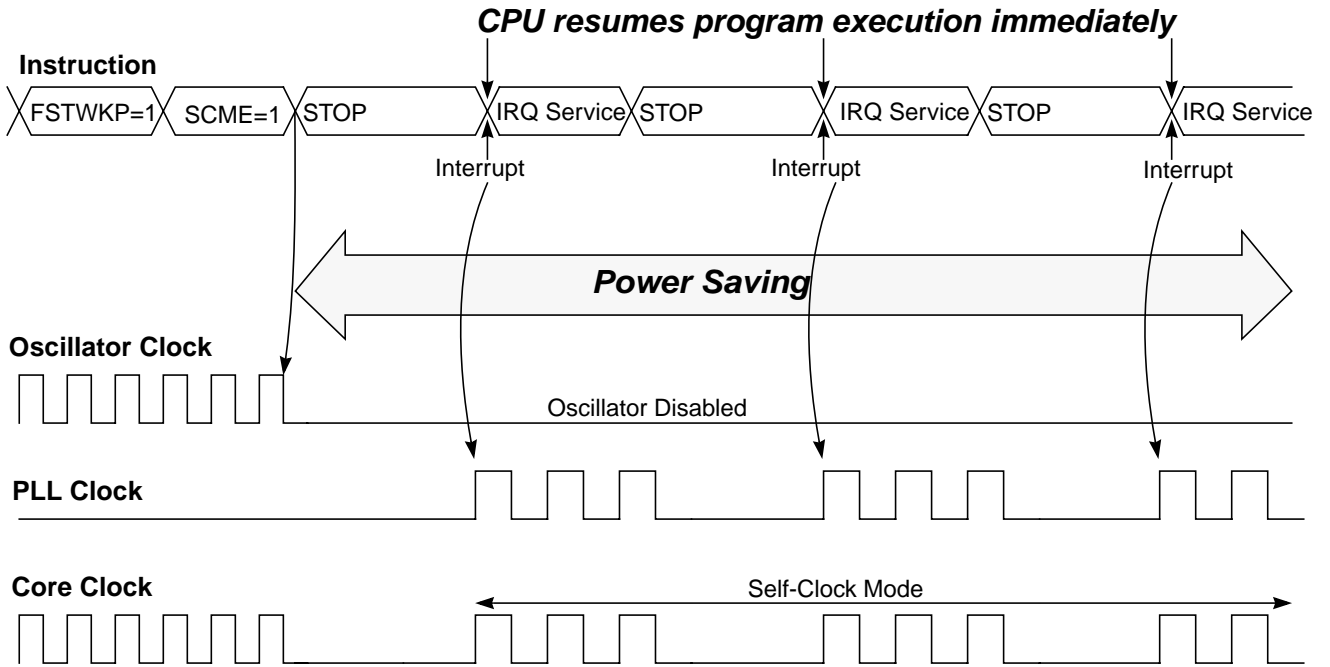 CPU resumes program execution immediately
Instruction
FSTWKP=1 SCME=1 STOP IRQ Service STOP IRQ Service STOP IRQ Service
Interrupt Interrupt Interrupt
Power Saving
Oscillator Clock
Oscillator Disabled
PLL Clock
Core Clock
Self-Clock Mode